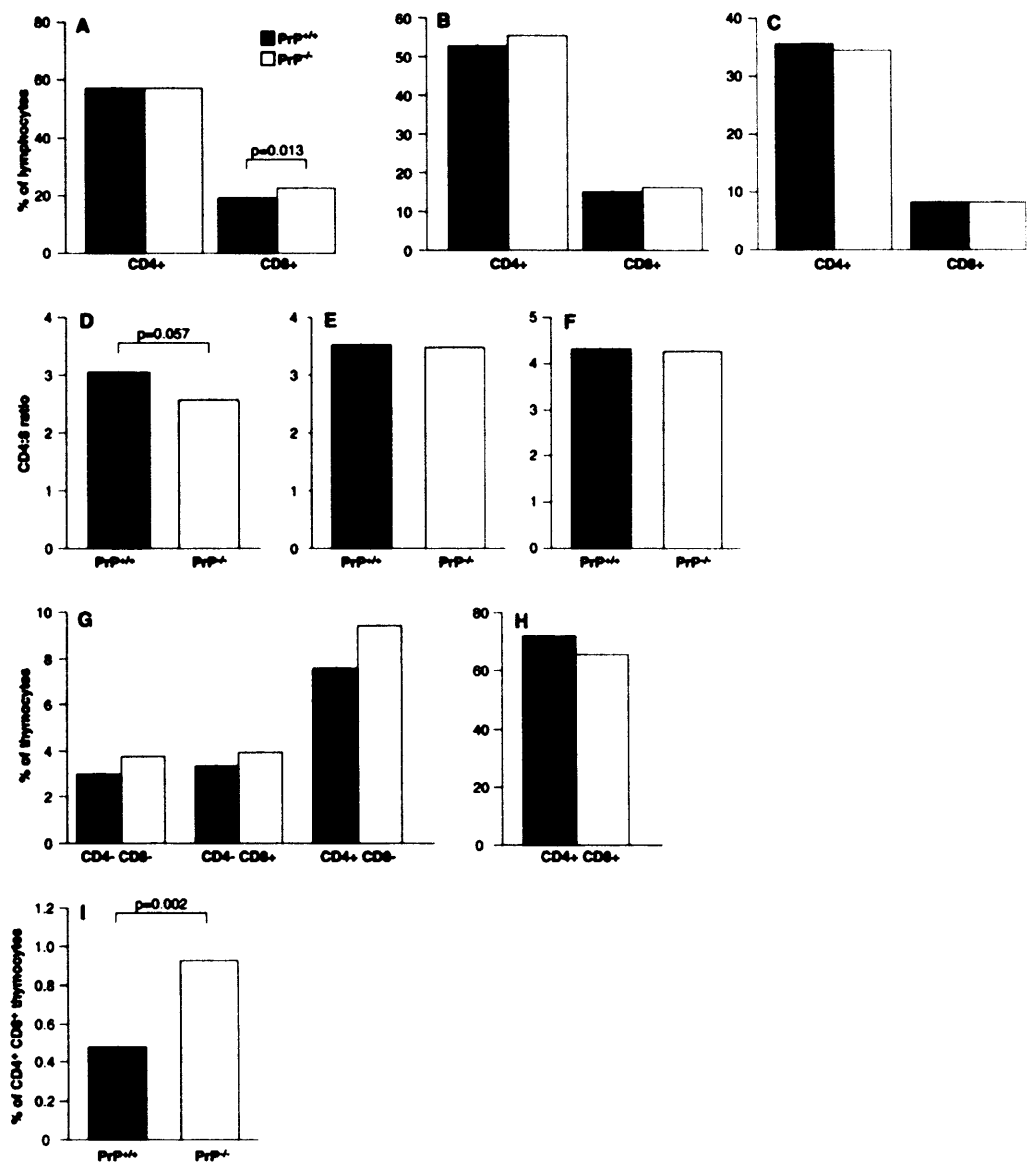 A
80
60
40
20
0
% of lymphocytes
PrP+/+
PrP-/-
p=0.013
CD4+ CD8+
B
60
50
40
30
20
10
0
CD4+ CD8+
C
40
30
20
10
0
CD4+ CD8+
D
4
3
2
1
0
CD4:8 ratio
p=0.057
PrP+/+ PrP-/-
E
4
3
2
1
0
PrP+/+ PrP-/-
F
5
4
3
2
1
0
PrP+/+ PrP-/-
G
10
8
6
4
2
0
% of thymocytes
CD4- CD8- CD4- CD8+ CD4+ CD8-
H
80
60
40
20
0
CD4+ CD8+
I
1.2
1.0
0.8
0.6
0.4
0.2
0
% of CD4+ CD8+ thymocytes
p=0.002
PrP+/+ PrP-/-